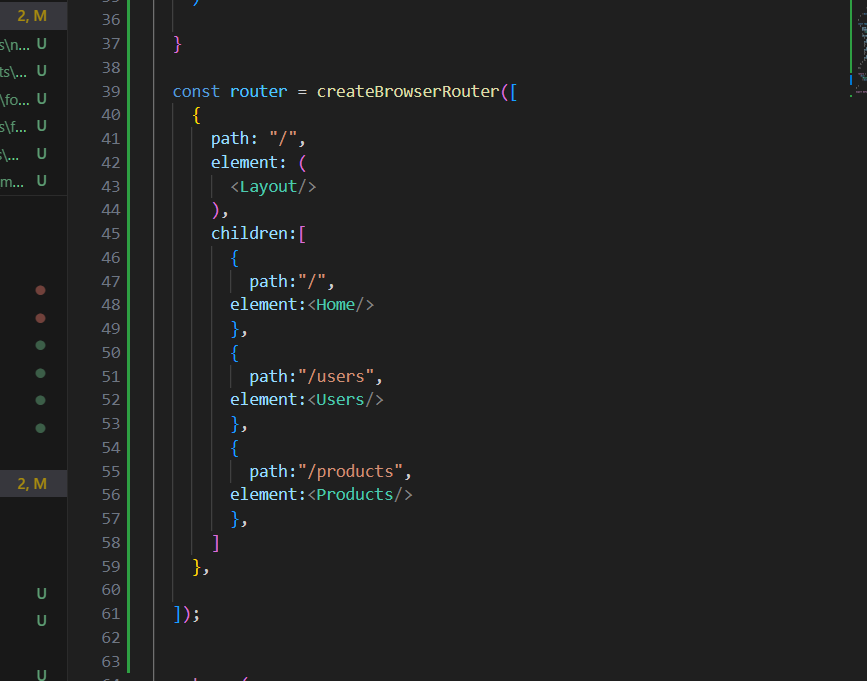 2, M
36
s\n... U
37 }
ts\... U
38
\fo... U
39 const router = createBrowserRouter([
40 {
s\f... U
41 path: "/",
s\... U
42 element: (
m... U
43 <Layout/>
44 ),
45 children:[
46 {
47 path:"/",
48 element:<Home/>
49 },
50 {
51 path:"/users",
52 element:<Users/>
53 },
54 {
55 path:"/products",
2, M
56 element:<Products/>
57 },
58 ]
59 },
60
U
61 ]);
U
62
63
U